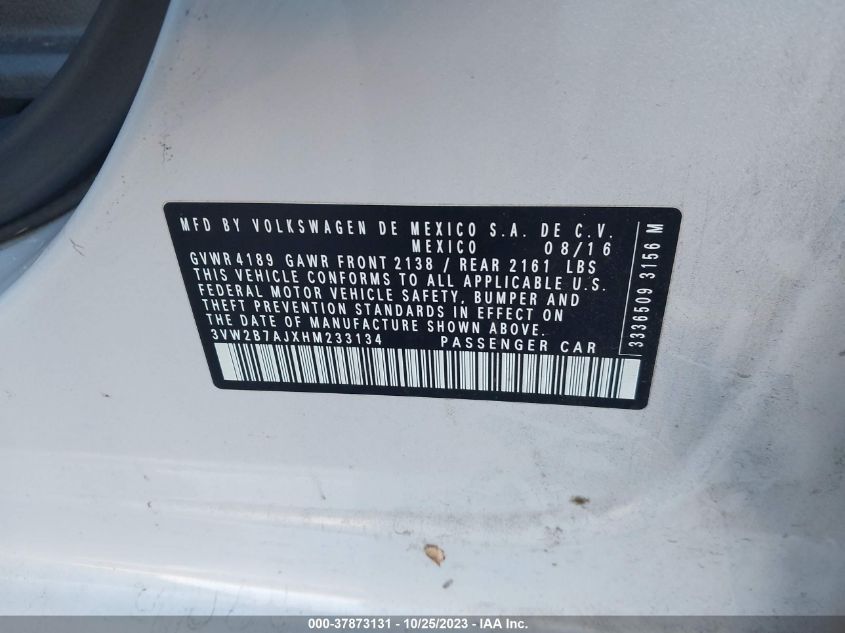 MFD BY VOLKSWAGEN DE MEXICO S.A. DE C.V.
MEXICO 08/16
GVWR 4189 GAWR FRONT 2138 / REAR 2161 LBS
THIS VEHICLE CONFORMS TO ALL APPLICABLE U.S.
FEDERAL MOTOR VEHICLE SAFETY, BUMPER AND
THEFT PREVENTION STANDARDS IN EFFECT ON
THE DATE OF MANUFACTURE SHOWN ABOVE.
3VW2B7AJXHM233134 PASSENGER CAR
3336509 3156 M
000-37873131 - 10/25/2023 - IAA Inc.